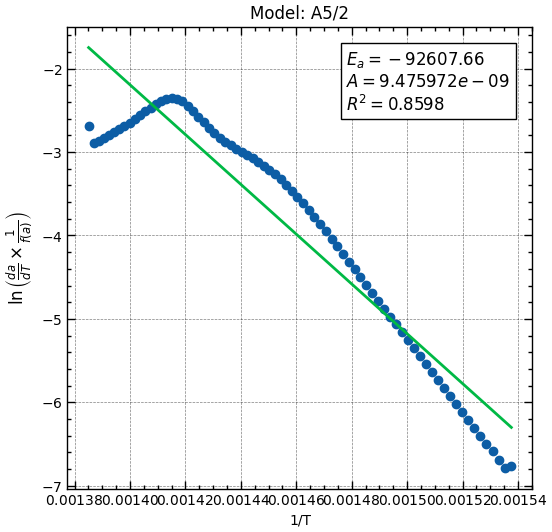 Model: A5/2
E_a = −92607.66
A = 9.475972e − 09
R^2 = 0.8598
−2
−3
−4
−5
−6
−7
ln (da/dT × 1/f(a))
0.00138 0.00140 0.00142 0.00144 0.00146 0.00148 0.00150 0.00152 0.00154
1/T